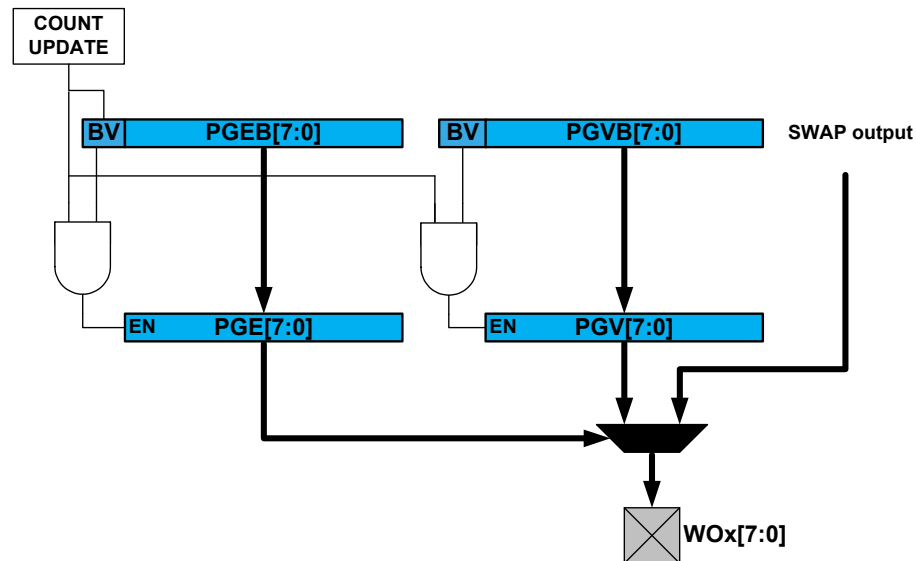 COUNT
UPDATE
BV PGEB[7:0]
BV PGVB[7:0]
SWAP output
EN PGE[7:0]
EN PGV[7:0]
WOx[7:0]